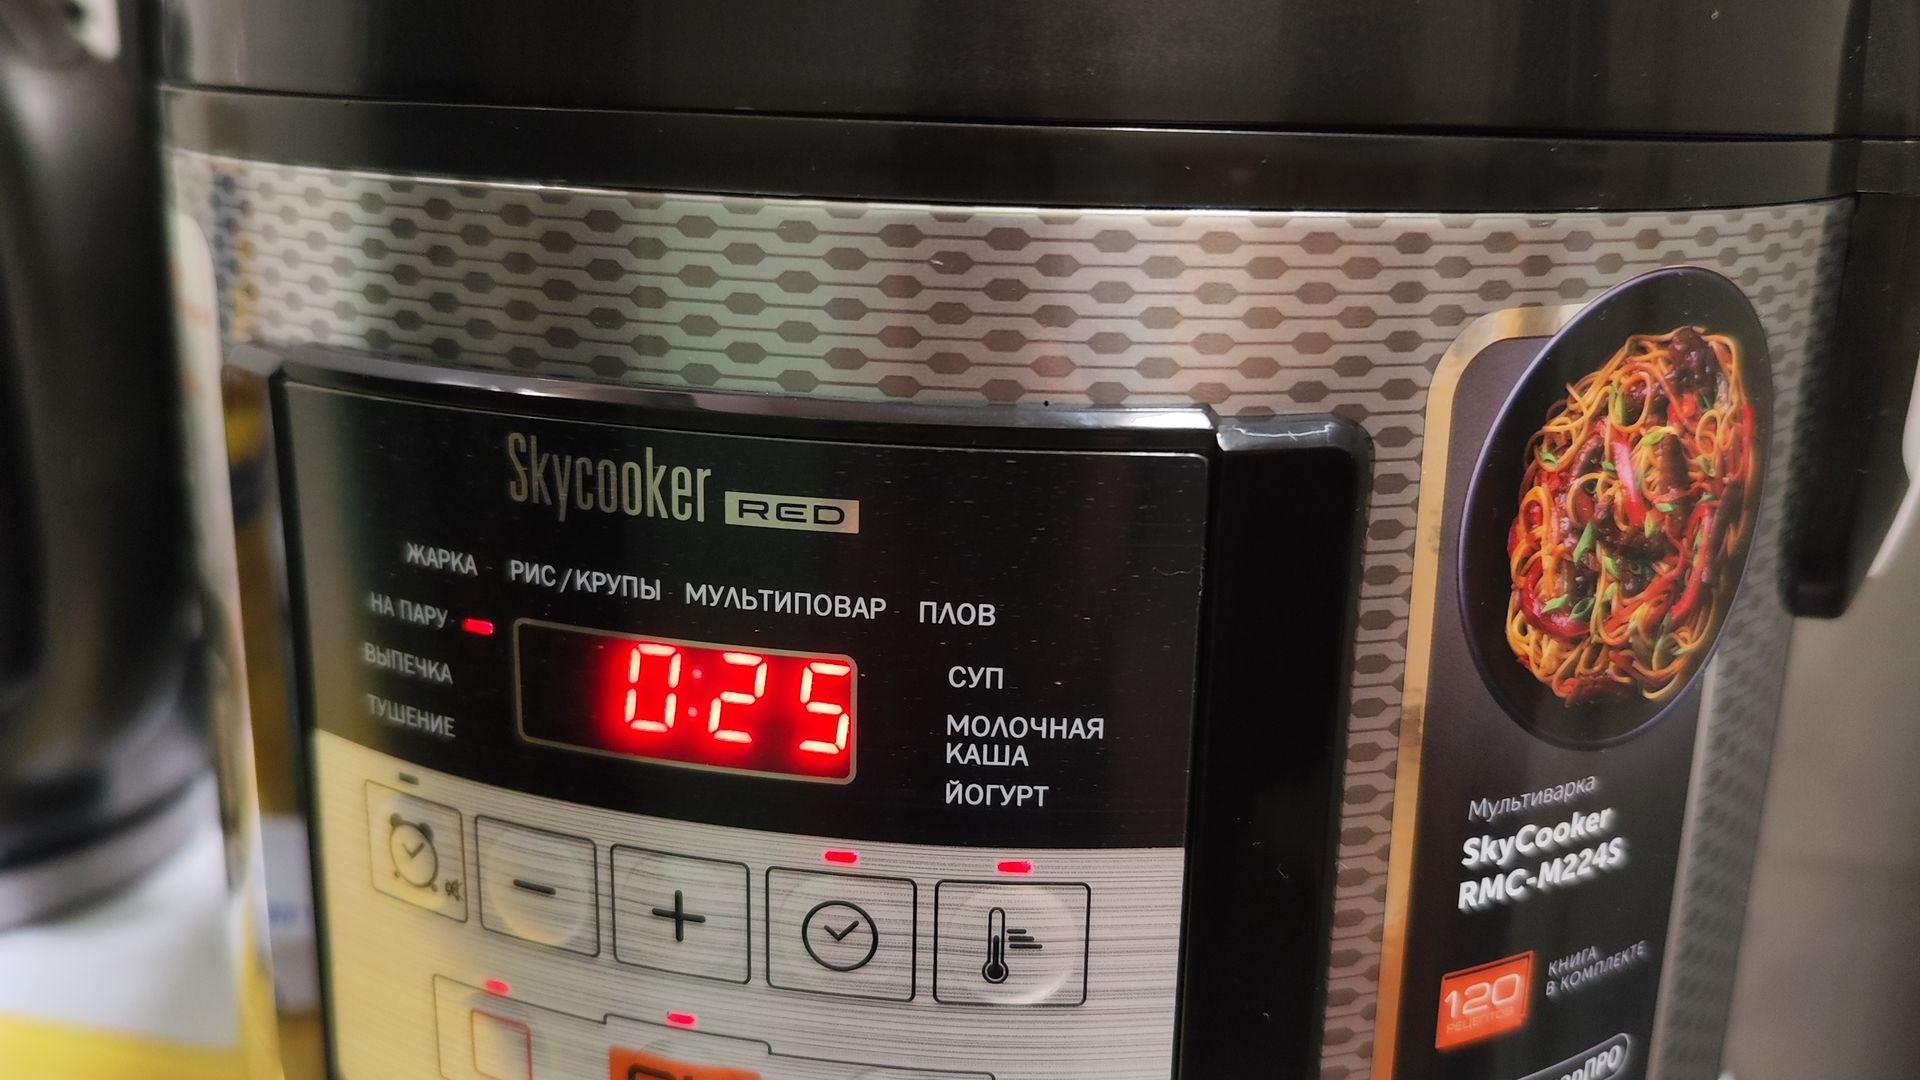 Skycooker RED
ЖАРКА РИС/КРУПЫ МУЛЬТИПОВАР ПЛОВ
НА ПАРУ
ВЫПЕЧКА
ТУШЕНИЕ
0:25
СУП
МОЛОЧНАЯ
КАША
ЙОГУРТ
Мультиварка
SkyCooker
RMC-M224S
120
РЕЦЕПТОВ
КНИГА
В КОМПЛЕКТЕ